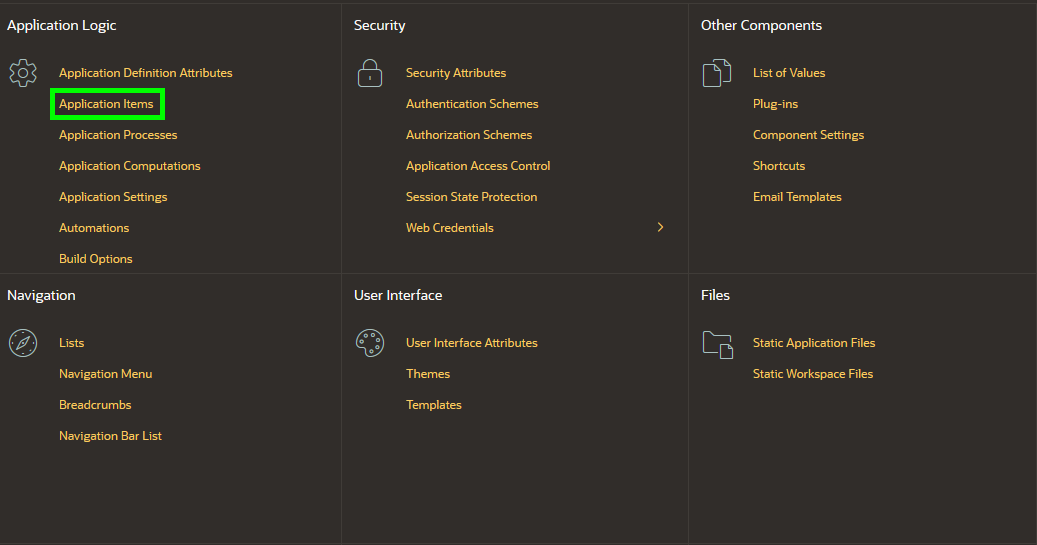 Application Logic
Application Definition Attributes
Application Items
Application Processes
Application Computations
Application Settings
Automations
Build Options
Security
Security Attributes
Authentication Schemes
Authorization Schemes
Application Access Control
Session State Protection
Web Credentials
Other Components
List of Values
Plug-ins
Component Settings
Shortcuts
Email Templates
Navigation
Lists
Navigation Menu
Breadcrumbs
Navigation Bar List
User Interface
User Interface Attributes
Themes
Templates
Files
Static Application Files
Static Workspace Files